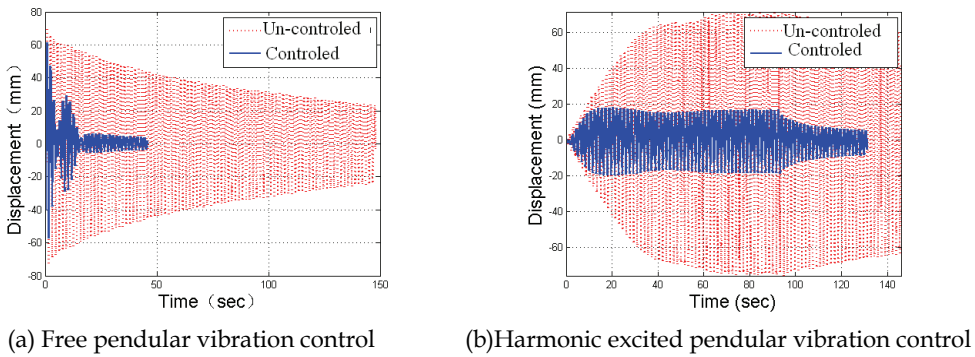 80
60
40
20
0
-20
-40
-60
-80
0
50
100
150
Displacement (mm)
Time (sec)
Un-controled
Controled
(a) Free pendular vibration control
60
40
20
0
-20
-40
-60
0
20
40
60
80
100
120
140
Displacement (mm)
Time (sec)
Un-controled
Controled
(b)Harmonic excited pendular vibration control